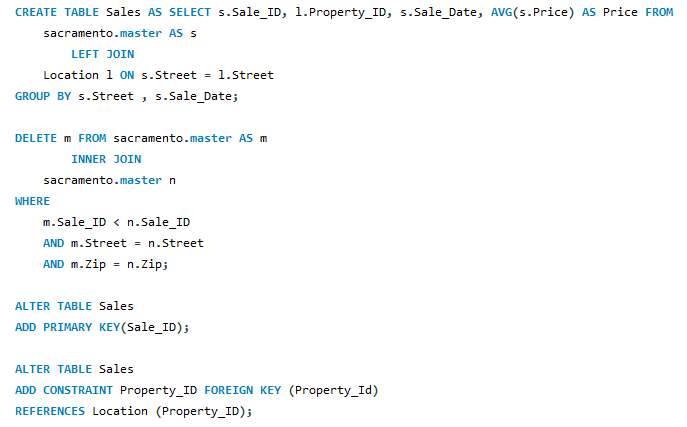 CREATE TABLE Sales AS SELECT s.Sale_ID, l.Property_ID, s.Sale_Date, AVG(s.Price) AS Price FROM
sacramento.master AS s
LEFT JOIN
Location l ON s.Street = l.Street
GROUP BY s.Street , s.Sale_Date;
DELETE m FROM sacramento.master AS m
INNER JOIN
sacramento.master n
WHERE
m.Sale_ID < n.Sale_ID
AND m.Street = n.Street
AND m.Zip = n.Zip;
ALTER TABLE Sales
ADD PRIMARY KEY(Sale_ID);
ALTER TABLE Sales
ADD CONSTRAINT Property_ID FOREIGN KEY (Property_Id)
REFERENCES Location (Property_ID);